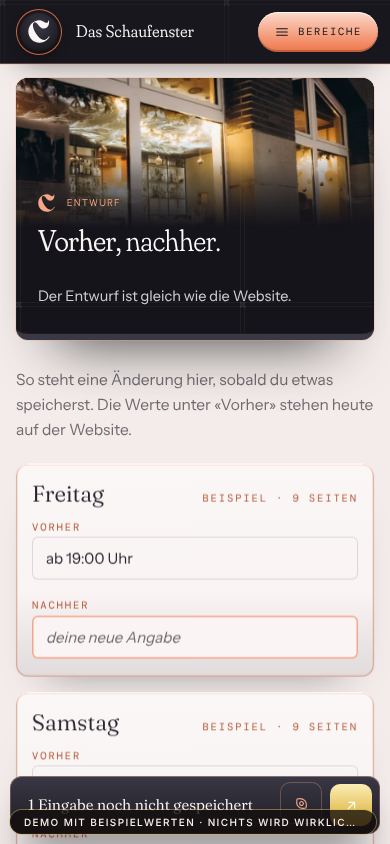 Das Schaufenster
BEREICHE
ENTWURF
Vorher, nachher.
Der Entwurf ist gleich wie die Website.
So steht eine Änderung hier, sobald du etwas
speicherst. Die Werte unter «Vorher» stehen heute
auf der Website.
Freitag
BEISPIEL · 9 SEITEN
VORHER
ab 19:00 Uhr
NACHHER
deine neue Angabe
Samstag
BEISPIEL · 9 SEITEN
VORHER
1 Eingabe noch nicht gespeichert
DEMO MIT BEISPIELWERTEN · NICHTS WIRD WIRKLIC…
NACHHER